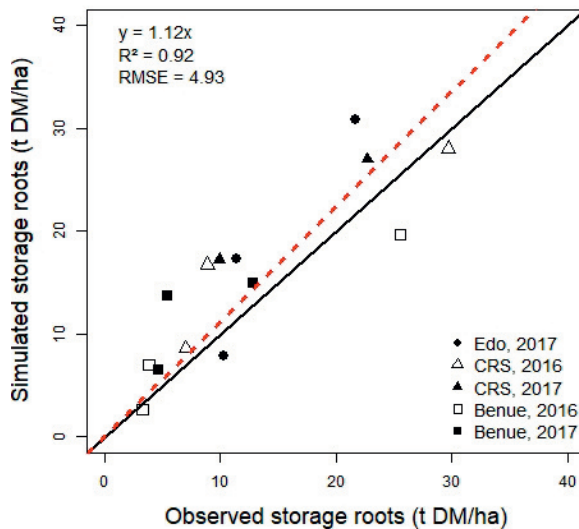 y = 1.12x
R² = 0.92
RMSE = 4.93
40
30
20
10
0
Simulated storage roots (t DM/ha)
Edo, 2017
CRS, 2016
CRS, 2017
Benue, 2016
Benue, 2017
0 10 20 30 40
Observed storage roots (t DM/ha)